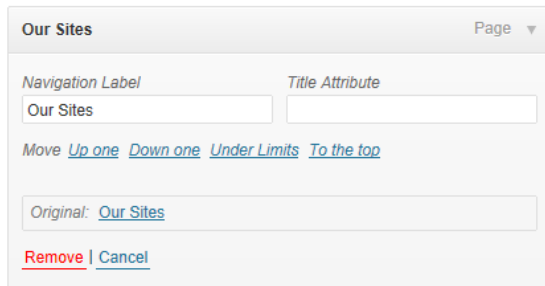 Our Sites Page ▼
Navigation Label Title Attribute
Our Sites
Move Up one Down one Under Limits To the top
Original: Our Sites
Remove | Cancel